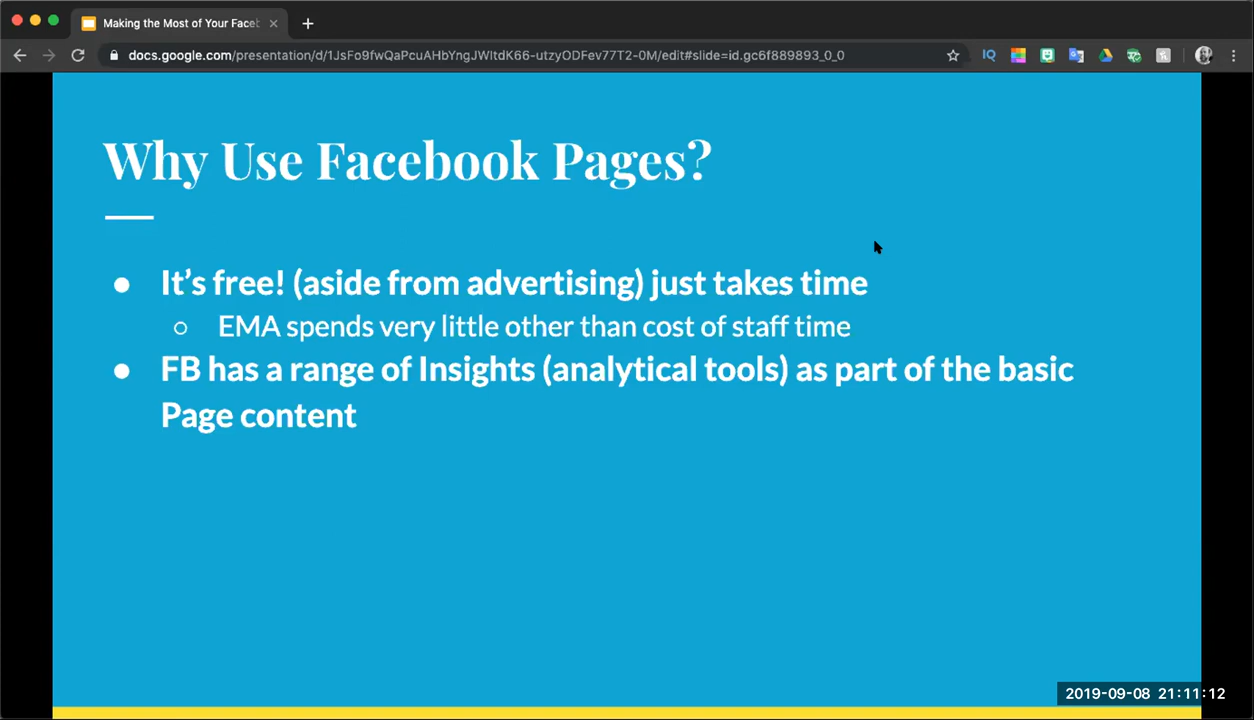 Making the Most of Your Faceb
docs.google.com/presentation/d/1JsFo9fwQaPcuAHbYngJWltdK66-utzyODFev77T2-0M/edit#slide=id.gc6f889893_0_0
IQ
Why Use Facebook Pages?
● It’s free! (aside from advertising) just takes time
○ EMA spends very little other than cost of staff time
● FB has a range of Insights (analytical tools) as part of the basic
Page content
2019-09-08 21:11:12